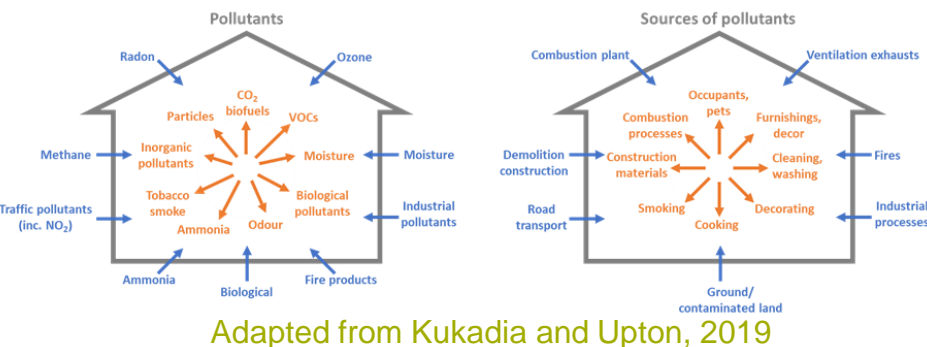 Pollutants
Radon
Ozone
CO2
biofuels
Particles
VOCs
Methane
Inorganic
pollutants
Moisture
Moisture
Tobacco
smoke
Biological
pollutants
Traffic pollutants
(inc. NO2)
Industrial
pollutants
Ammonia
Odour
Ammonia
Biological
Fire products
Sources of pollutants
Combustion plant
Ventilation exhausts
Occupants,
pets
Combustion
processes
Furnishings,
decor
Demolition
construction
Construction
materials
Cleaning,
washing
Fires
Smoking
Decorating
Road
transport
Cooking
Industrial
processes
Ground/
contaminated land
Adapted from Kukadia and Upton, 2019